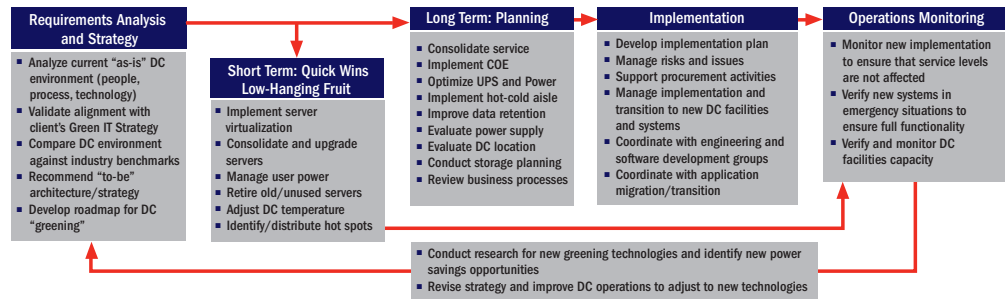 Requirements Analysis
and Strategy
▪ Analyze current “as-is” DC
environment (people,
process, technology)
▪ Validate alignment with
client’s Green IT Strategy
▪ Compare DC environment
against industry benchmarks
▪ Recommend “to-be”
architecture/strategy
▪ Develop roadmap for DC
“greening”
Short Term: Quick Wins
Low-Hanging Fruit
▪ Implement server
virtualization
▪ Consolidate and upgrade
servers
▪ Manage user power
▪ Retire old/unused servers
▪ Adjust DC temperature
▪ Identify/distribute hot spots
Long Term: Planning
▪ Consolidate service
▪ Implement COE
▪ Optimize UPS and Power
▪ Implement hot-cold aisle
▪ Improve data retention
▪ Evaluate power supply
▪ Evaluate DC location
▪ Conduct storage planning
▪ Review business processes
Implementation
▪ Develop implementation plan
▪ Manage risks and issues
▪ Support procurement activities
▪ Manage implementation and
transition to new DC facilities
and systems
▪ Coordinate with engineering and
software development groups
▪ Coordinate with application
migration/transition
Operations Monitoring
▪ Monitor new implementation
to ensure that service levels
are not affected
▪ Verify new systems in
emergency situations to
ensure full functionality
▪ Verify and monitor DC
facilities capacity
▪ Conduct research for new greening technologies and identify new power
savings opportunities
▪ Revise strategy and improve DC operations to adjust to new technologies